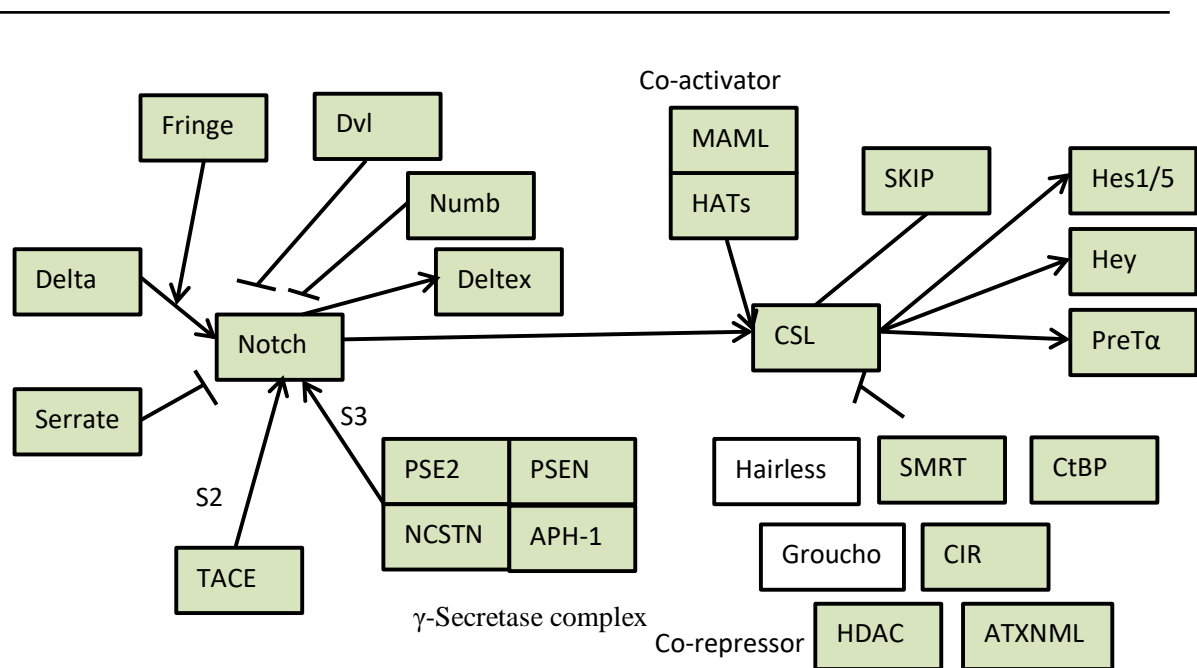 Co-activator
Fringe
Dvl
MAML
SKIP
Hes1/5
Numb
HATs
Delta
Deltex
Hey
Notch
CSL
PreTα
Serrate
S3
PSE2
PSEN
Hairless
SMRT
CtBP
S2
NCSTN
APH-1
Groucho
CIR
TACE
γ-Secretase complex
Co-repressor
HDAC
ATXNML